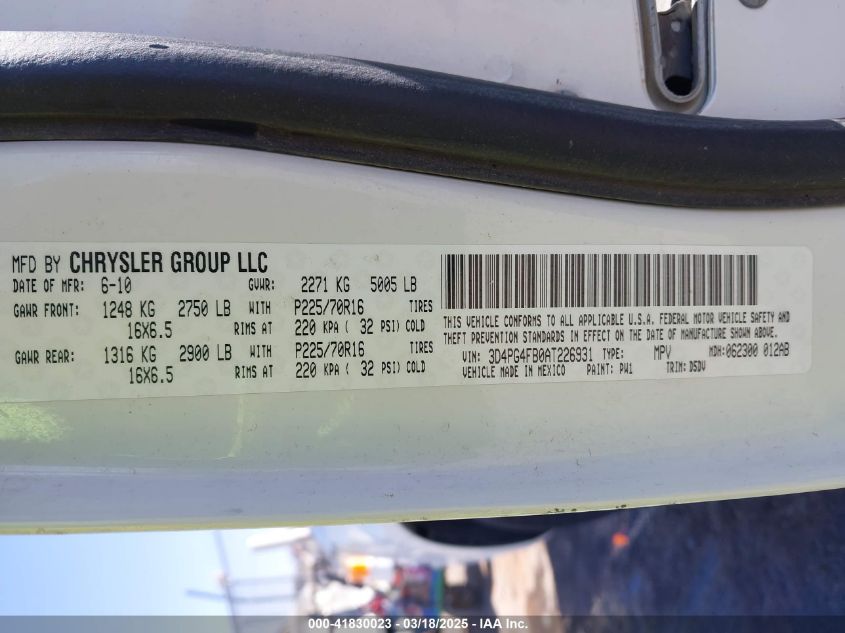 MFD BY CHRYSLER GROUP LLC
DATE OF MFR: 6-10 GVWR: 2271 KG 5005 LB
GAWR FRONT: 1248 KG 2750 LB WITH P225/70R16 TIRES
16X6.5 RIMS AT 220 KPA ( 32 PSI) COLD
GAWR REAR: 1316 KG 2900 LB WITH P225/70R16 TIRES
16X6.5 RIMS AT 220 KPA ( 32 PSI) COLD
THIS VEHICLE CONFORMS TO ALL APPLICABLE U.S.A. FEDERAL MOTOR VEHICLE SAFETY AND
THEFT PREVENTION STANDARDS IN EFFECT ON THE DATE OF MANUFACTURE SHOWN ABOVE.
VIN: 3D4PG4FB0AT226931 TYPE: MPV MDH:062300 012AB
VEHICLE MADE IN MEXICO PAINT: PW1 TRIM: D5DV
000-41830023 - 03/18/2025 - IAA Inc.